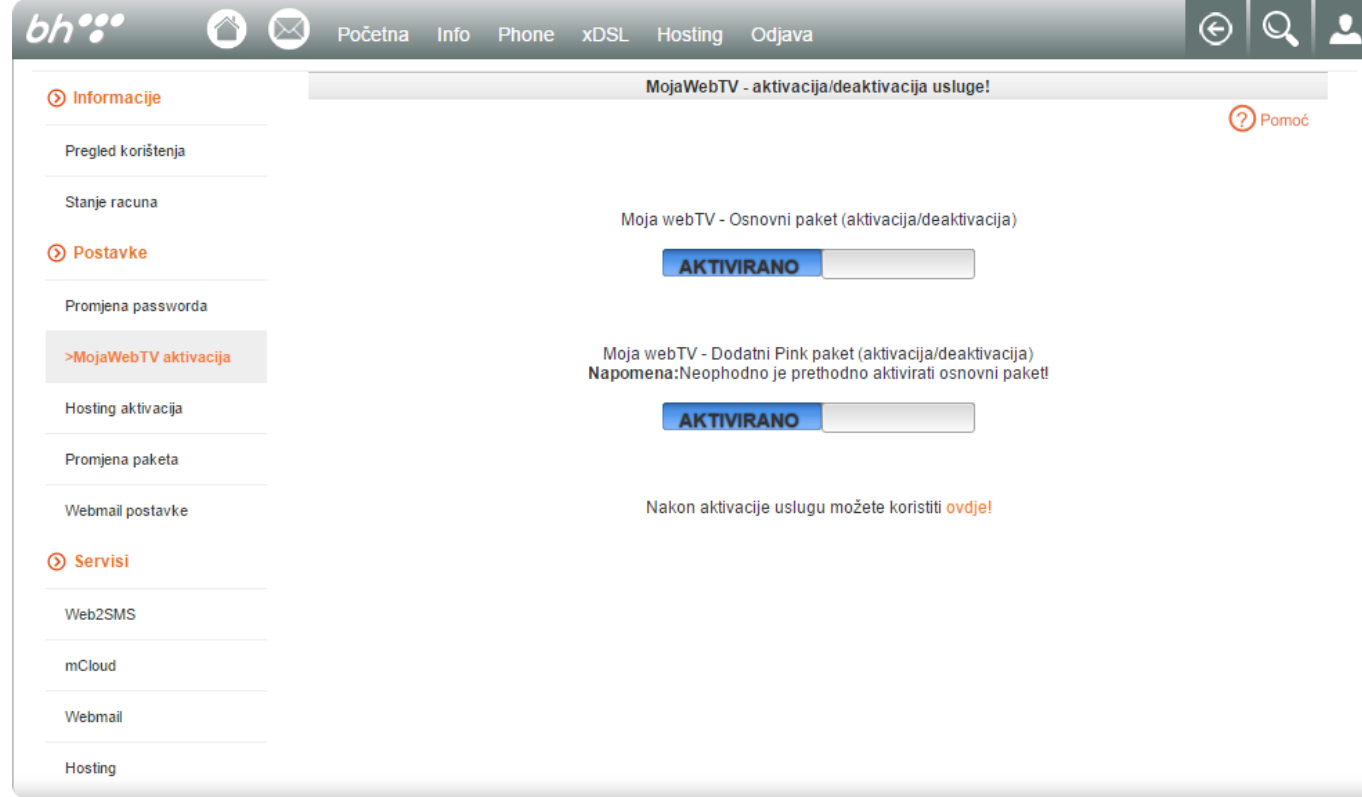 bh
Početna Info Phone xDSL Hosting Odjava
Informacije
Pregled korištenja
Stanje racuna
Postavke
Promjena passworda
>MojaWebTV aktivacija
Hosting aktivacija
Promjena paketa
Webmail postavke
Servisi
Web2SMS
mCloud
Webmail
Hosting
MojaWebTV - aktivacija/deaktivacija usluge!
Pomoć
Moja webTV - Osnovni paket (aktivacija/deaktivacija)
AKTIVIRANO
Moja webTV - Dodatni Pink paket (aktivacija/deaktivacija)
Napomena:Neophodno je prethodno aktivirati osnovni paket!
AKTIVIRANO
Nakon aktivacije uslugu možete koristiti ovdje!